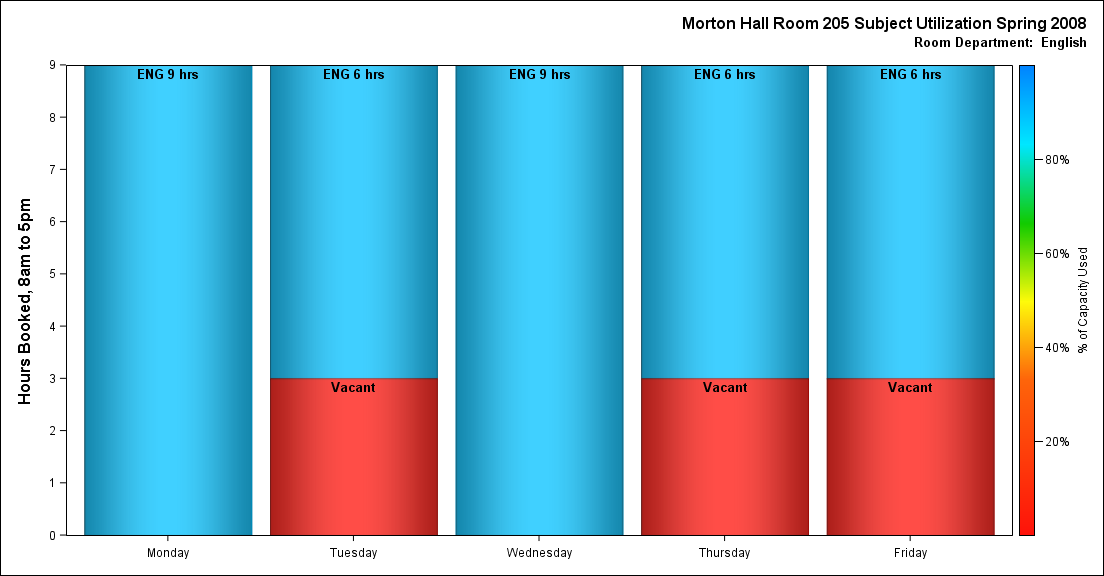 Morton Hall Room 205 Subject Utilization Spring 2008
Room Department: English
Hours Booked, 8am to 5pm
9
8
7
6
5
4
3
2
1
0
ENG 9 hrs
ENG 6 hrs
ENG 9 hrs
ENG 6 hrs
ENG 6 hrs
Vacant
Vacant
Vacant
Monday
Tuesday
Wednesday
Thursday
Friday
80%
60%
40%
20%
% of Capacity Used